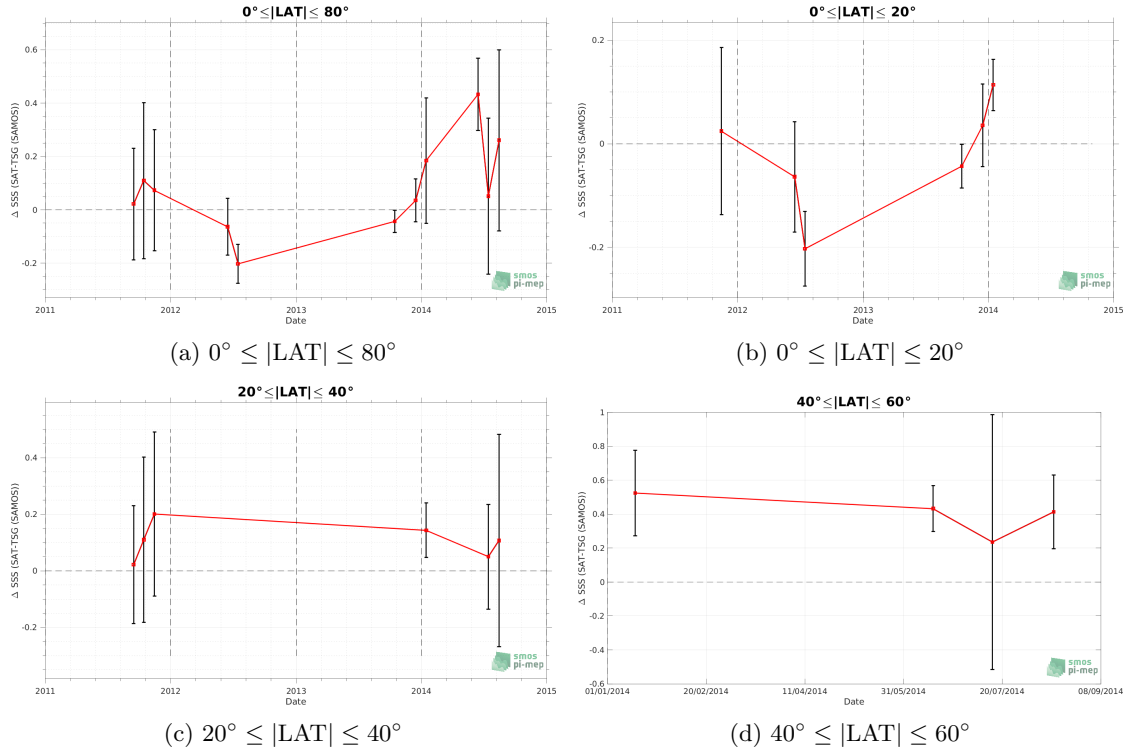 0°≤|LAT|≤ 80°
0.6
0.4
0.2
0
-0.2
Δ SSS (SAT-TSG (SAMOS))
2011
2012
2013
2014
2015
Date
smos
pi-mep
(a) 0° ≤ |LAT| ≤ 80°
0°≤|LAT|≤ 20°
0.2
0
-0.2
Δ SSS (SAT-TSG (SAMOS))
2011
2012
2013
2014
2015
Date
smos
pi-mep
(b) 0° ≤ |LAT| ≤ 20°
20°≤|LAT|≤ 40°
0.4
0.2
0
-0.2
Δ SSS (SAT-TSG (SAMOS))
2011
2012
2013
2014
2015
Date
smos
pi-mep
(c) 20° ≤ |LAT| ≤ 40°
40°≤|LAT|≤ 60°
1
0.8
0.6
0.4
0.2
0
-0.2
-0.4
-0.6
Δ SSS (SAT-TSG (SAMOS))
01/01/2014
20/02/2014
11/04/2014
31/05/2014
20/07/2014
08/09/2014
Date
smos
pi-mep
(d) 40° ≤ |LAT| ≤ 60°